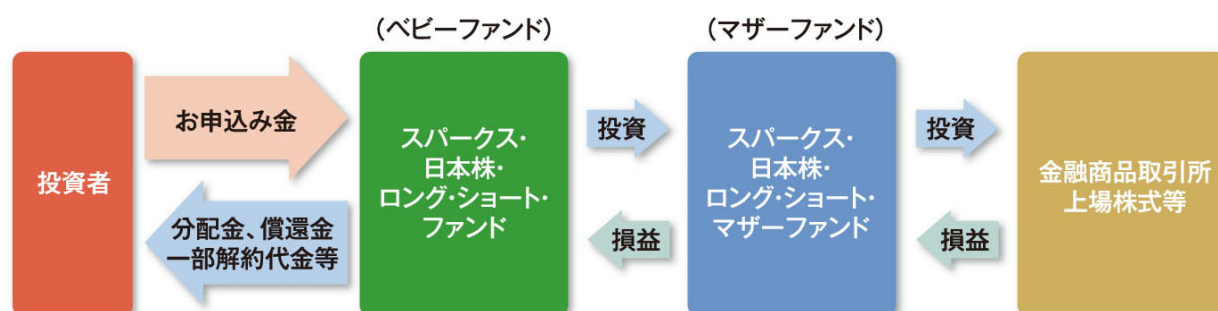 （ベビーファンド）
（マザーファンド）
投資者
お申込み金
分配金、償還金
一部解約代金等
スパークス・
日本株・
ロング・ショート・
ファンド
投資
損益
スパークス・
日本株・
ロング・ショート・
マザーファンド
投資
損益
金融商品取引所
上場株式等